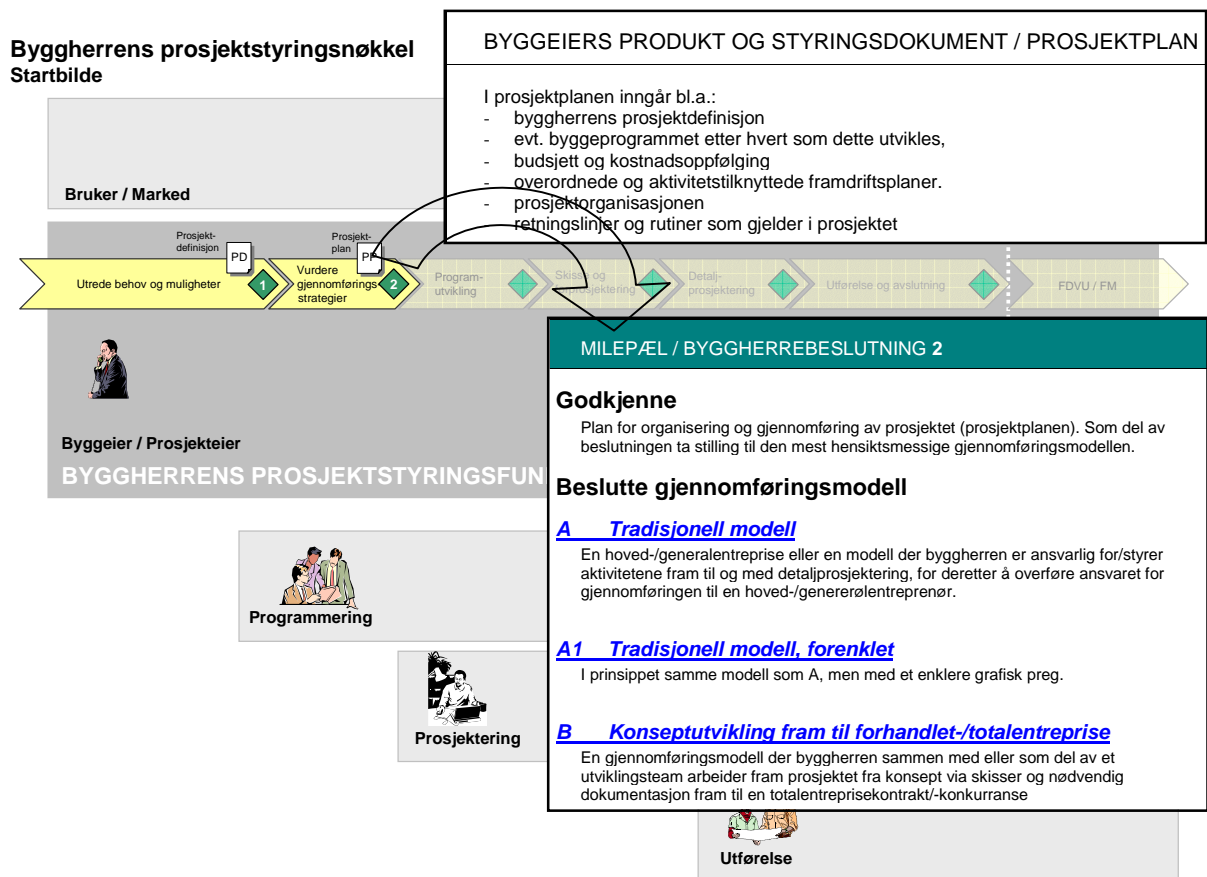 Byggherrens prosjektstyringsnøkkel
Startbilde
BYGGEIERS PRODUKT OG STYRINGSDOKUMENT / PROSJEKTPLAN
I prosjektplanen inngår bl.a.:
- byggherrens prosjektdefinisjon
- evt. byggeprogrammet etter hvert som dette utvikles,
- budsjett og kostnadsoppfølging
- overordnede og aktivitetstilknyttede framdriftsplaner.
- prosjektorganisasjonen
- retningslinjer og rutiner som gjelder i prosjektet
Bruker / Marked
Prosjekt-
definisjon
PD
Prosjekt-
plan
PP
Utrede behov og muligheter
1
Vurdere
gjennomførings-
strategier
2
Program-
utvikling
Skisse og
Detalj-
prosjektering
Utførelse og avslutning
FDVU / FM
Byggeier / Prosjekteier
BYGGHERRENS PROSJEKTSTYRINGSFUN
MILEPÆL / BYGGHERREBESLUTNING 2
Godkjenne
Plan for organisering og gjennomføring av prosjektet (prosjektplanen). Som del av
beslutningen ta stilling til den mest hensiktsmessige gjennomføringsmodellen.
Beslutte gjennomføringsmodell
A Tradisjonell modell
En hoved-/generalentreprise eller en modell der byggherren er ansvarlig for/styrer
aktivitetene fram til og med detaljprosjektering, for deretter å overføre ansvaret for
gjennomføringen til en hoved-/genererølentreprenør.
A1 Tradisjonell modell, forenklet
I prinsippet samme modell som A, men med et enklere grafisk preg.
B Konseptutvikling fram til forhandlet-/totalentreprise
En gjennomføringsmodell der byggherren sammen med eller som del av et
utviklingsteam arbeider fram prosjektet fra konsept via skisser og nødvendig
dokumentasjon fram til en totalentreprisekontrakt/-konkurranse
Programmering
Prosjektering
Utførelse